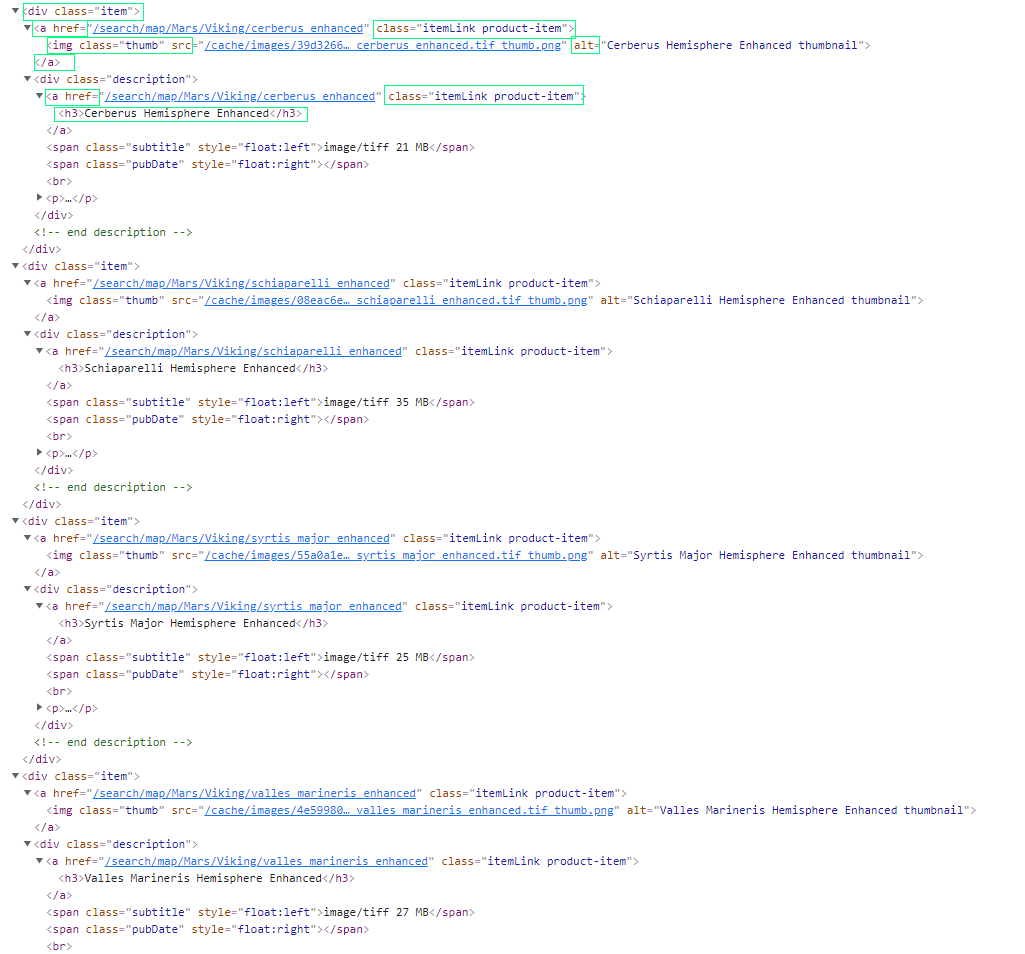 <div class="item">
<a href="/search/map/Mars/Viking/cerberus_enhanced" class="itemLink product-item">
<img class="thumb" src="/cache/images/39d3266…_cerberus_enhanced.tif_thumb.png" alt="Cerberus Hemisphere Enhanced thumbnail">
</a>
<div class="description">
<a href="/search/map/Mars/Viking/cerberus_enhanced" class="itemLink product-item">
<h3>Cerberus Hemisphere Enhanced</h3>
</a>
<span class="subtitle" style="float:left">image/tiff 21 MB</span>
<span class="pubDate" style="float:right"></span>
<br>
<p>…</p>
</div>
<!-- end description -->
</div>
<div class="item">
<a href="/search/map/Mars/Viking/schiaparelli_enhanced" class="itemLink product-item">
<img class="thumb" src="/cache/images/08eac6e…_schiaparelli_enhanced.tif_thumb.png" alt="Schiaparelli Hemisphere Enhanced thumbnail">
</a>
<div class="description">
<a href="/search/map/Mars/Viking/schiaparelli_enhanced" class="itemLink product-item">
<h3>Schiaparelli Hemisphere Enhanced</h3>
</a>
<span class="subtitle" style="float:left">image/tiff 35 MB</span>
<span class="pubDate" style="float:right"></span>
<br>
<p>…</p>
</div>
<!-- end description -->
</div>
<div class="item">
<a href="/search/map/Mars/Viking/syrtis_major_enhanced" class="itemLink product-item">
<img class="thumb" src="/cache/images/55a0a1e…_syrtis_major_enhanced.tif_thumb.png" alt="Syrtis Major Hemisphere Enhanced thumbnail">
</a>
<div class="description">
<a href="/search/map/Mars/Viking/syrtis_major_enhanced" class="itemLink product-item">
<h3>Syrtis Major Hemisphere Enhanced</h3>
</a>
<span class="subtitle" style="float:left">image/tiff 25 MB</span>
<span class="pubDate" style="float:right"></span>
<br>
<p>…</p>
</div>
<!-- end description -->
</div>
<div class="item">
<a href="/search/map/Mars/Viking/valles_marineris_enhanced" class="itemLink product-item">
<img class="thumb" src="/cache/images/4e59980…_valles_marineris_enhanced.tif_thumb.png" alt="Valles Marineris Hemisphere Enhanced thumbnail">
</a>
<div class="description">
<a href="/search/map/Mars/Viking/valles_marineris_enhanced" class="itemLink product-item">
<h3>Valles Marineris Hemisphere Enhanced</h3>
</a>
<span class="subtitle" style="float:left">image/tiff 27 MB</span>
<span class="pubDate" style="float:right"></span>
<br>